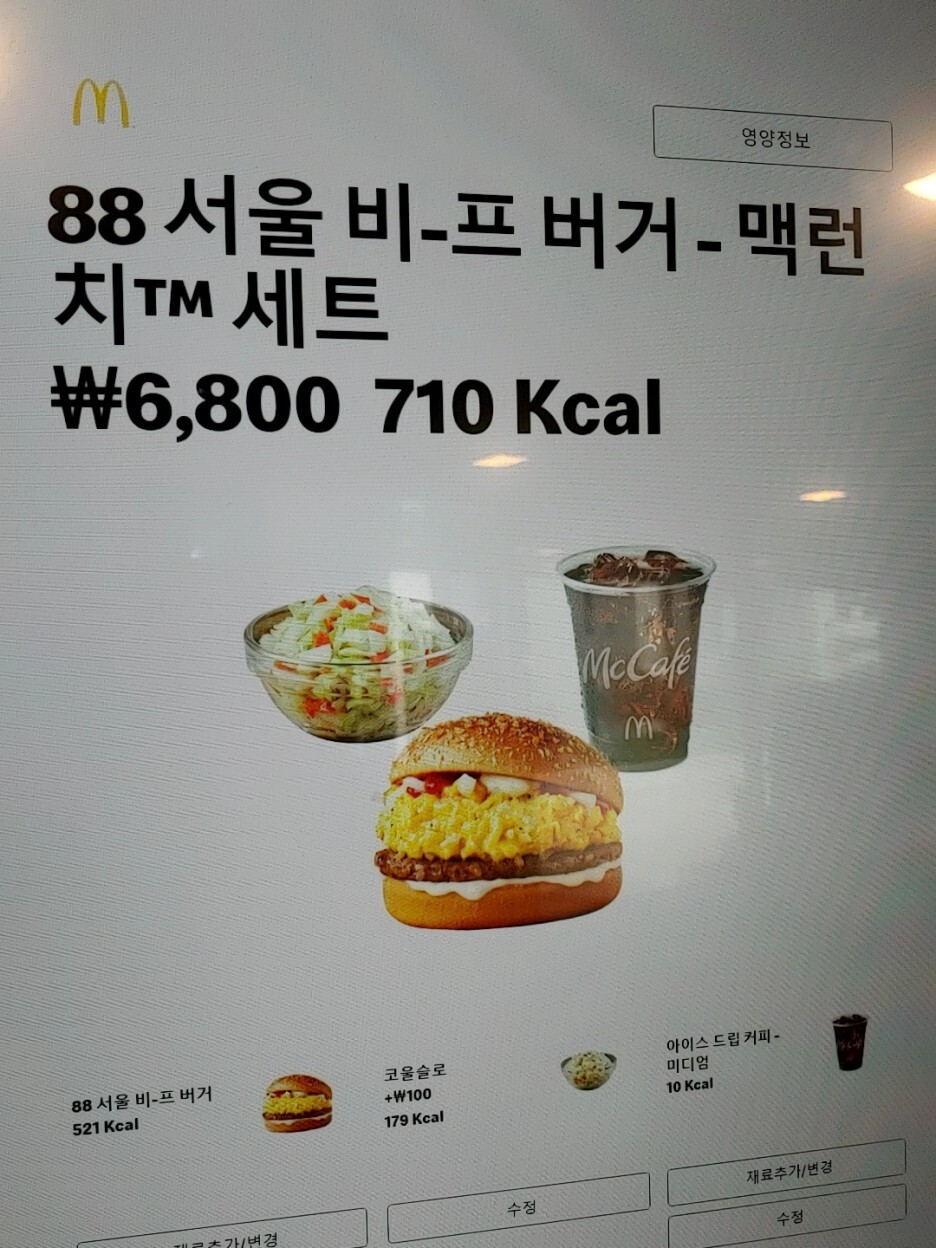 영양정보
88 서울 비-프 버거 - 맥런
치™ 세트
₩6,800 710 Kcal
McCafé
88 서울 비-프 버거
521 Kcal
코울슬로
+₩100
179 Kcal
아이스 드립 커피 -
미디엄
10 Kcal
재료추가/변경
수정
재료추가/변경
수정